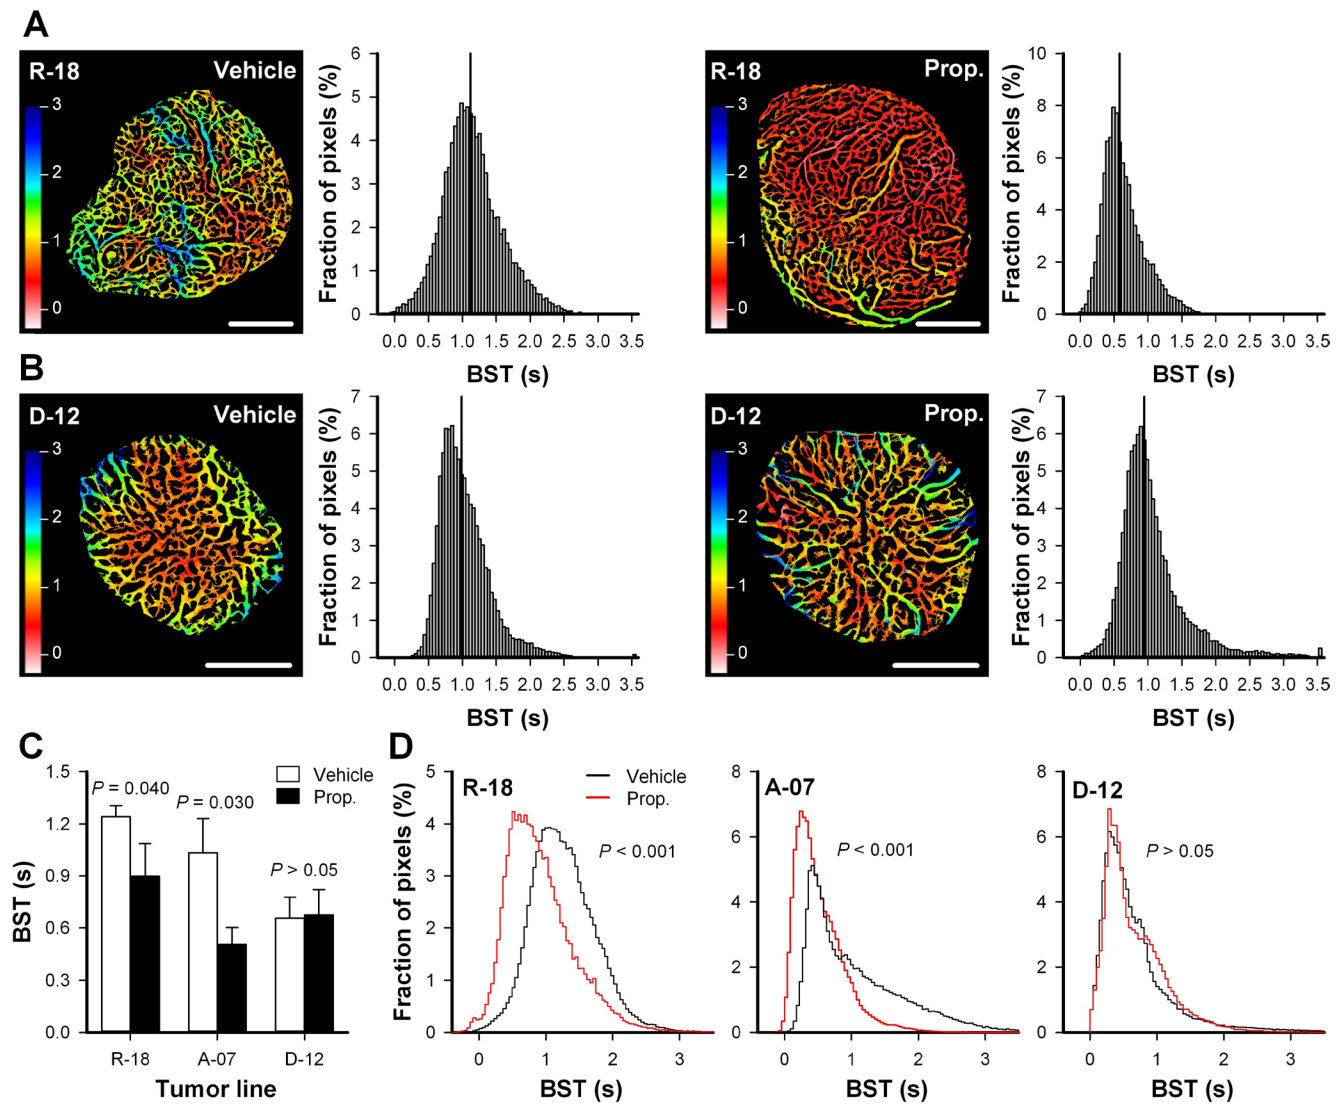 A
R-18 Vehicle
3
2
1
0
Fraction of pixels (%)
6
5
4
3
2
1
0
0.0 0.5 1.0 1.5 2.0 2.5 3.0 3.5
BST (s)
R-18 Prop.
3
2
1
0
Fraction of pixels (%)
10
8
6
4
2
0
0.0 0.5 1.0 1.5 2.0 2.5 3.0 3.5
BST (s)
B
D-12 Vehicle
3
2
1
0
Fraction of pixels (%)
7
6
5
4
3
2
1
0
0.0 0.5 1.0 1.5 2.0 2.5 3.0 3.5
BST (s)
D-12 Prop.
3
2
1
0
Fraction of pixels (%)
7
6
5
4
3
2
1
0
0.0 0.5 1.0 1.5 2.0 2.5 3.0 3.5
BST (s)
C
BST (s)
1.5
1.2
0.9
0.6
0.3
0.0
Vehicle
Prop.
P = 0.040
P = 0.030
P > 0.05
R-18 A-07 D-12
Tumor line
D
Fraction of pixels (%)
5
4
3
2
1
0
R-18
Vehicle
Prop.
P < 0.001
0 1 2 3
BST (s)
8
6
4
2
0
A-07
P < 0.001
0 1 2 3
BST (s)
8
6
4
2
0
D-12
P > 0.05
0 1 2 3
BST (s)